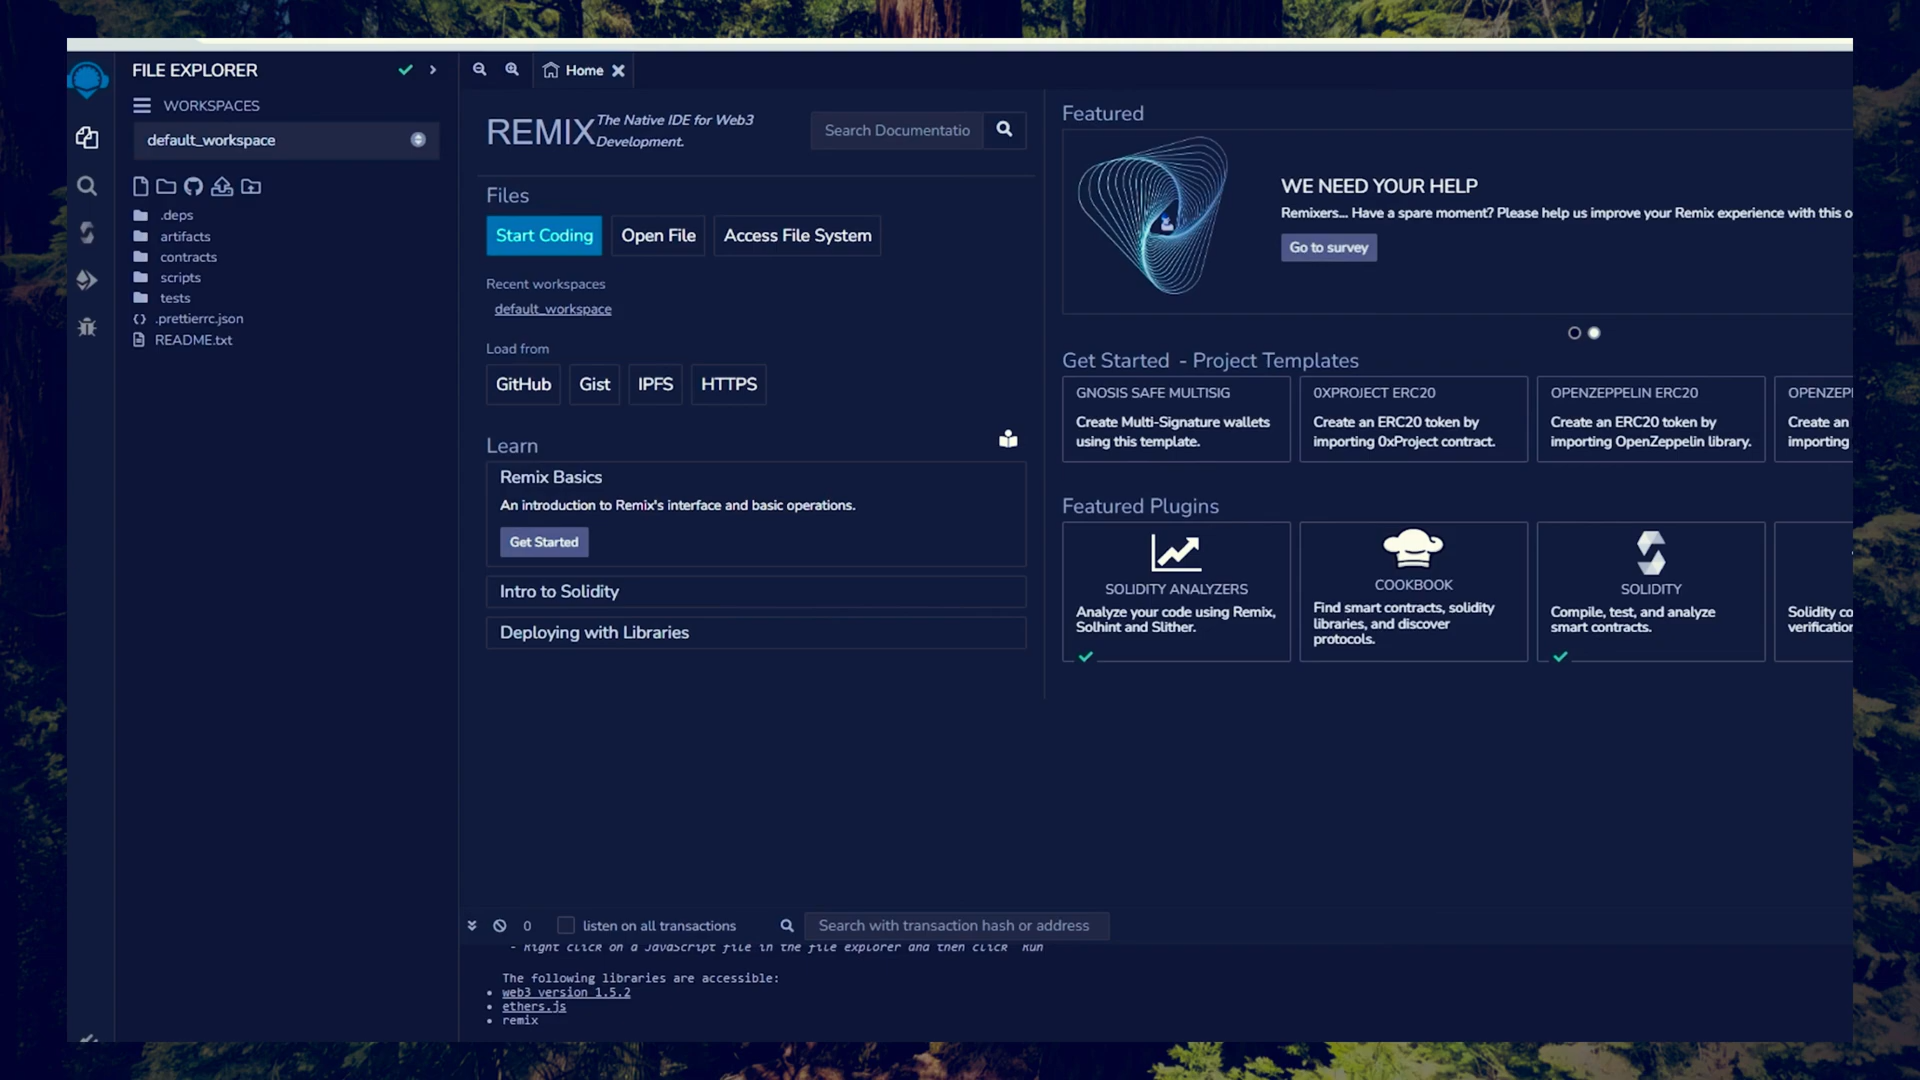 FILE EXPLORER
WORKSPACES
default_workspace
.deps
artifacts
contracts
scripts
tests
.prettierrc.json
README.txt
Home
REMIX
The Native IDE for Web3
Development.
Search Documentatio
Files
Start Coding
Open File
Access File System
Recent workspaces
default_workspace
Load from
GitHub
Gist
IPFS
HTTPS
Learn
Remix Basics
An introduction to Remix's interface and basic operations.
Get Started
Intro to Solidity
Deploying with Libraries
Featured
WE NEED YOUR HELP
Remixers... Have a spare moment? Please help us improve your Remix experience with this o
Go to survey
Get Started - Project Templates
GNOSIS SAFE MULTISIG
Create Multi-Signature wallets
using this template.
0XPROJECT ERC20
Create an ERC20 token by
importing 0xProject contract.
OPENZEPPELIN ERC20
Create an ERC20 token by
importing OpenZeppelin library.
OPENZEP
Create an
importing
Featured Plugins
SOLIDITY ANALYZERS
Analyze your code using Remix,
Solhint and Slither.
COOKBOOK
Find smart contracts, solidity
libraries, and discover
protocols.
SOLIDITY
Compile, test, and analyze
smart contracts.
Solidity co
verification
0
listen on all transactions
Search with transaction hash or address
- Right click on a JavaScript file in the file explorer and then click `Run`
The following libraries are accessible:
web3 version 1.5.2
ethers.js
remix